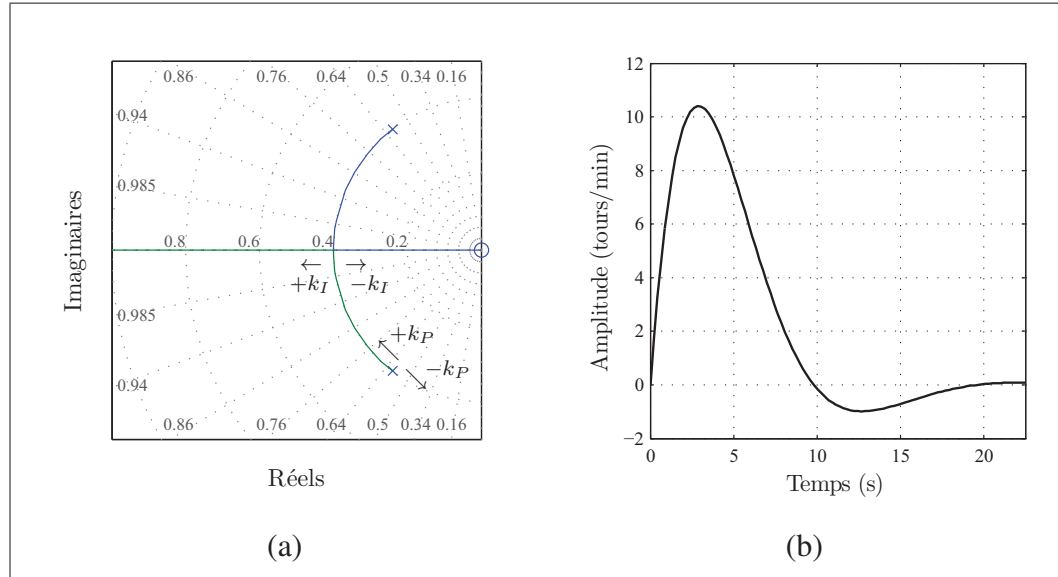 0.86 0.76 0.64 0.5 0.34 0.16
0.94
0.985
0.8 0.6 0.4 0.2
+k_I −k_I
+k_P
−k_P
0.985
0.94
0.86 0.76 0.64 0.5 0.34 0.16
Imaginaires
Réels
(a)
12
10
8
6
4
2
0
−2
0 5 10 15 20
Amplitude (tours/min)
Temps (s)
(b)